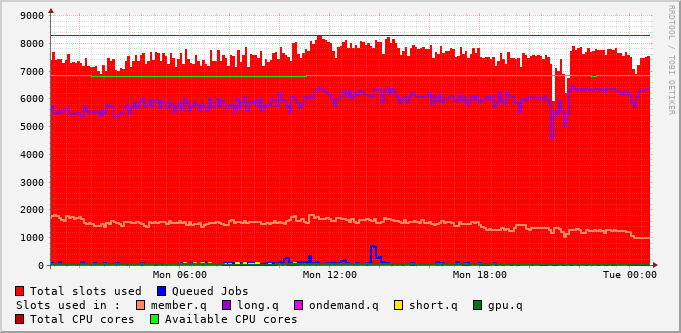 9000
8000
7000
6000
5000
4000
3000
2000
1000
0
Mon 06:00 Mon 12:00 Mon 18:00 Tue 00:00
RRDTOOL / TOBI OETIKER
Total slots used Queued Jobs
Slots used in : member.q long.q ondemand.q short.q gpu.q
Total CPU cores Available CPU cores